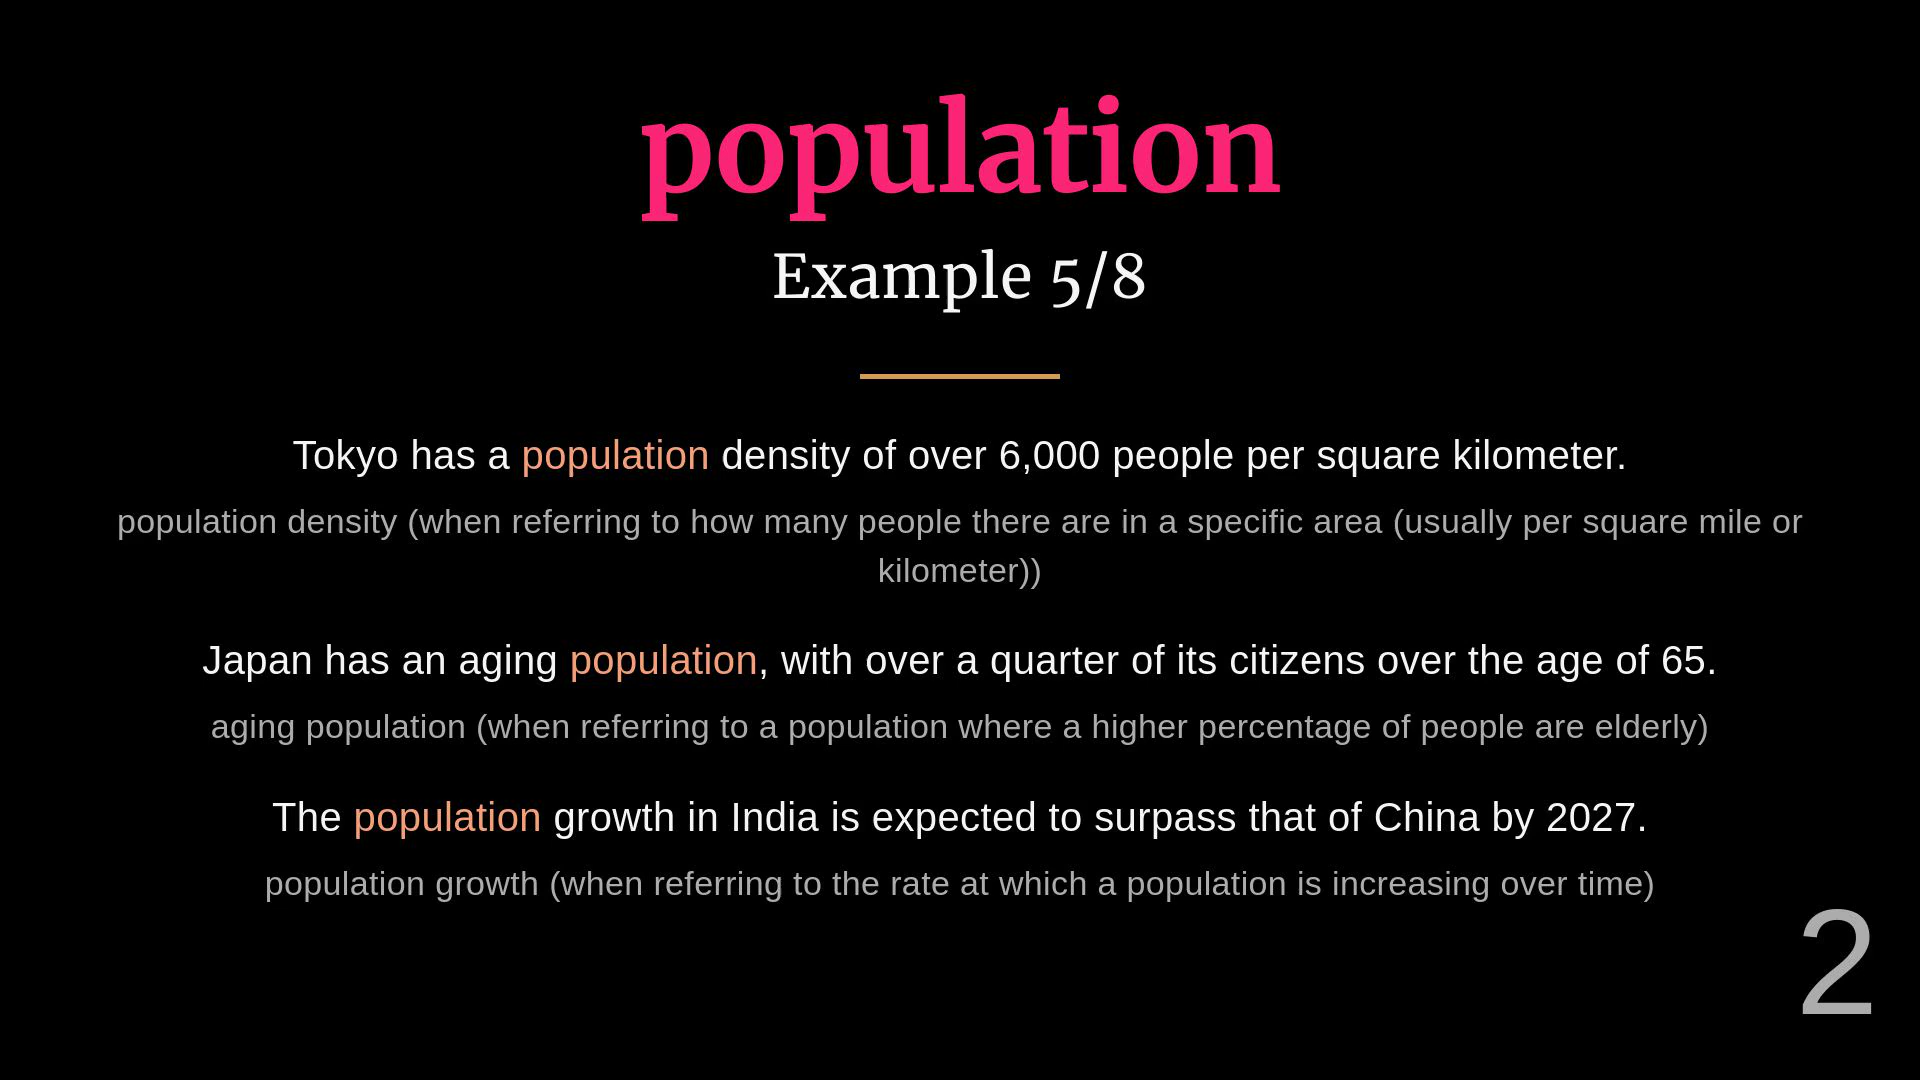 population
Example 5/8
Tokyo has a population density of over 6,000 people per square kilometer.
population density (when referring to how many people there are in a specific area (usually per square mile or
kilometer))
Japan has an aging population, with over a quarter of its citizens over the age of 65.
aging population (when referring to a population where a higher percentage of people are elderly)
The population growth in India is expected to surpass that of China by 2027.
population growth (when referring to the rate at which a population is increasing over time)
2